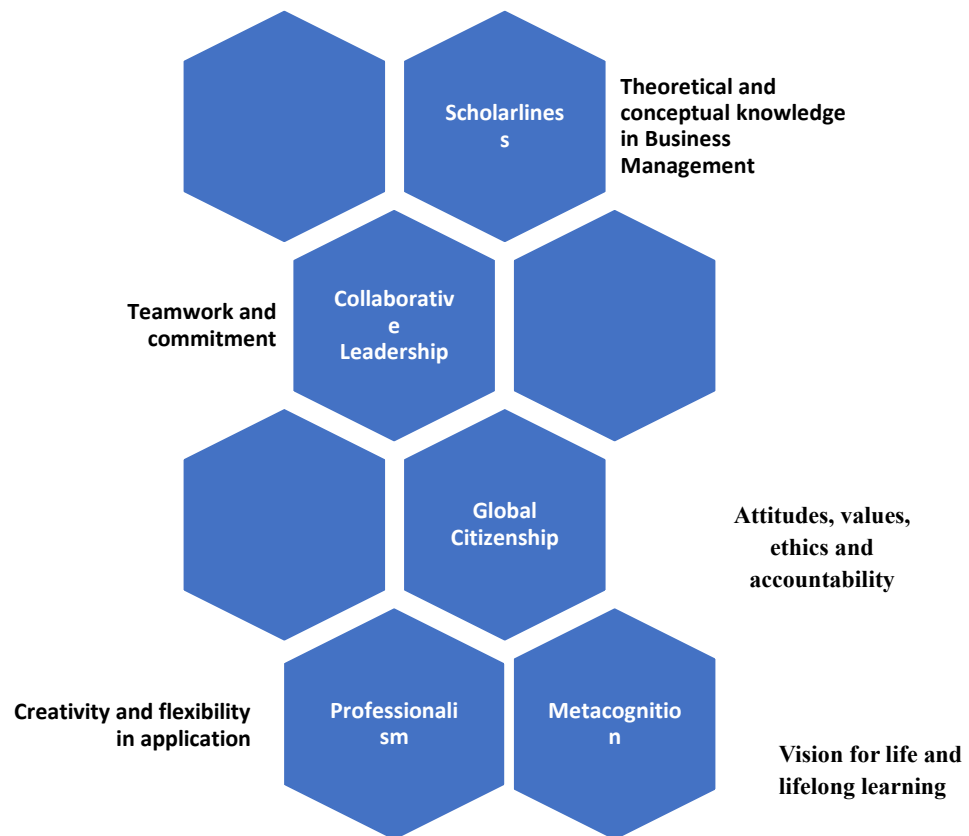 Scholarlines
s
Theoretical and
conceptual knowledge
in Business
Management
Teamwork and
commitment
Collaborativ
e
Leadership
Global
Citizenship
Attitudes, values,
ethics and
accountability
Creativity and flexibility
in application
Professionali
sm
Metacognitio
n
Vision for life and
lifelong learning